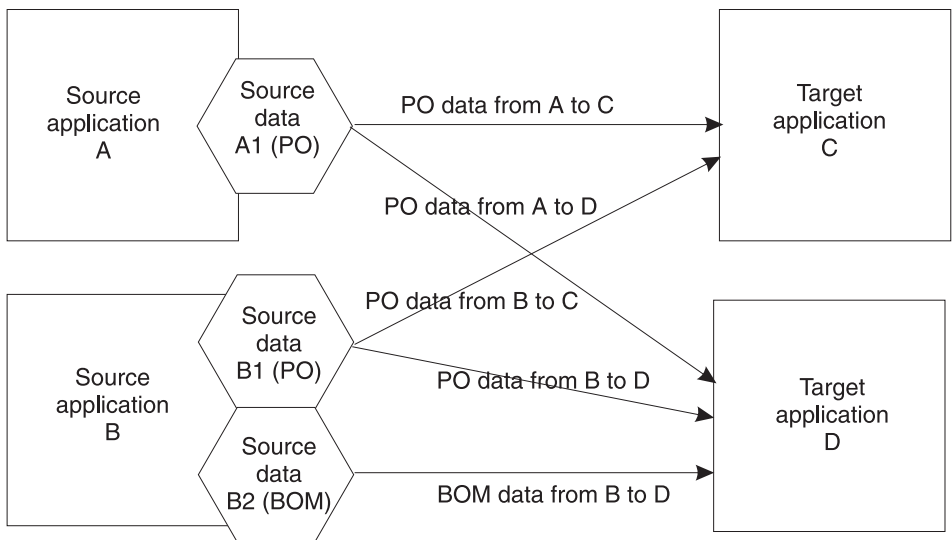 Source
application
A
Source
data
A1 (PO)
PO data from A to C
Target
application
C
PO data from A to D
PO data from B to C
Source
application
B
Source
data
B1 (PO)
PO data from B to D
Target
application
D
Source
data
B2 (BOM)
BOM data from B to D